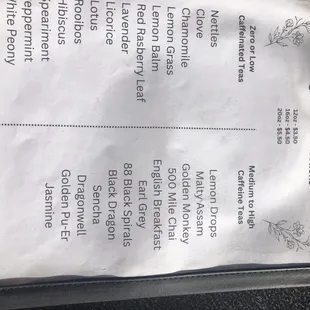 12oz - $3.50
16oz - $4.50
20oz - $5.50
Zero or Low
Caffeinated Teas
Nettles
Clove
Chamomile
Lemon Grass
Lemon Balm
Red Rasberry Leaf
Lavender
Licorice
Lotus
Rooibos
Hibiscus
Spearimint
Peppermint
White Peony
Medium to High
Caffeine Teas
Lemon Drops
Malty Assam
Golden Monkey
500 Mile Chai
English Breakfast
Earl Grey
88 Black Spirals
Black Dragon
Sencha
Dragonwell
Golden Pu-Er
Jasmine